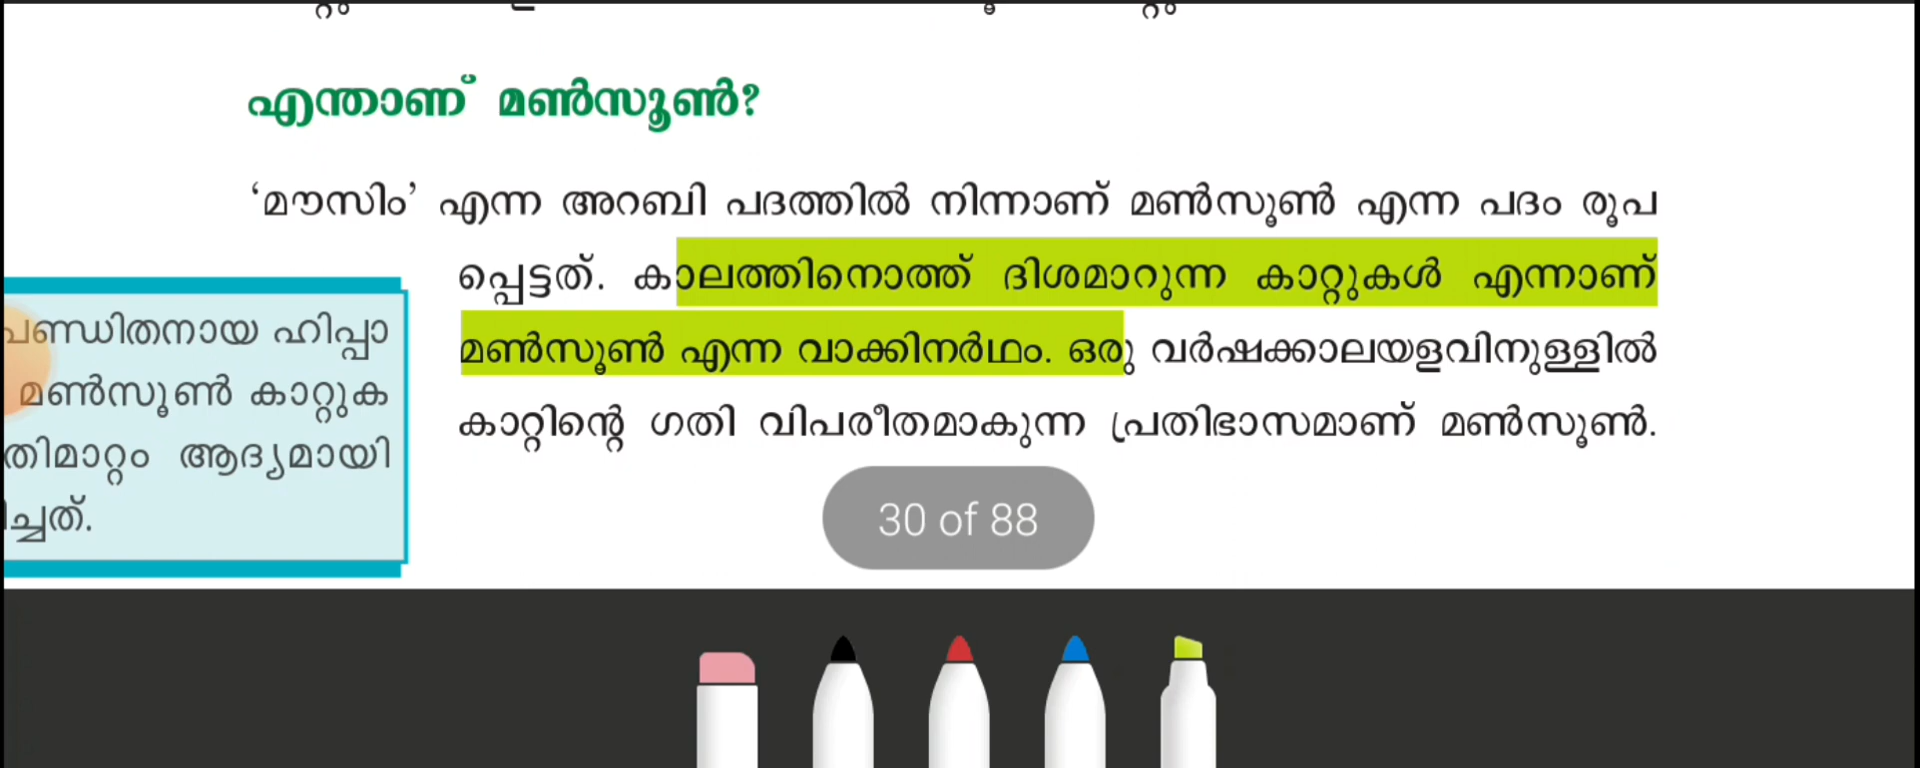 എന്താണ് മൺസൂൺ?
‘മൗസിം’ എന്ന അറബി പദത്തിൽ നിന്നാണ് മൺസൂൺ എന്ന പദം രൂപ
പ്പെട്ടത്. കാലത്തിനൊത്ത് ദിശമാറുന്ന കാറ്റുകൾ എന്നാണ്
മൺസൂൺ എന്ന വാക്കിനർഥം. ഒരു വർഷക്കാലയളവിനുള്ളിൽ
കാറ്റിന്റെ ഗതി വിപരീതമാകുന്ന പ്രതിഭാസമാണ് മൺസൂൺ.
പണ്ഡിതനായ ഹിപ്പാ
മൺസൂൺ കാറ്റുക
തിമാറ്റം ആദ്യമായി
ച്ചത്.
30 of 88